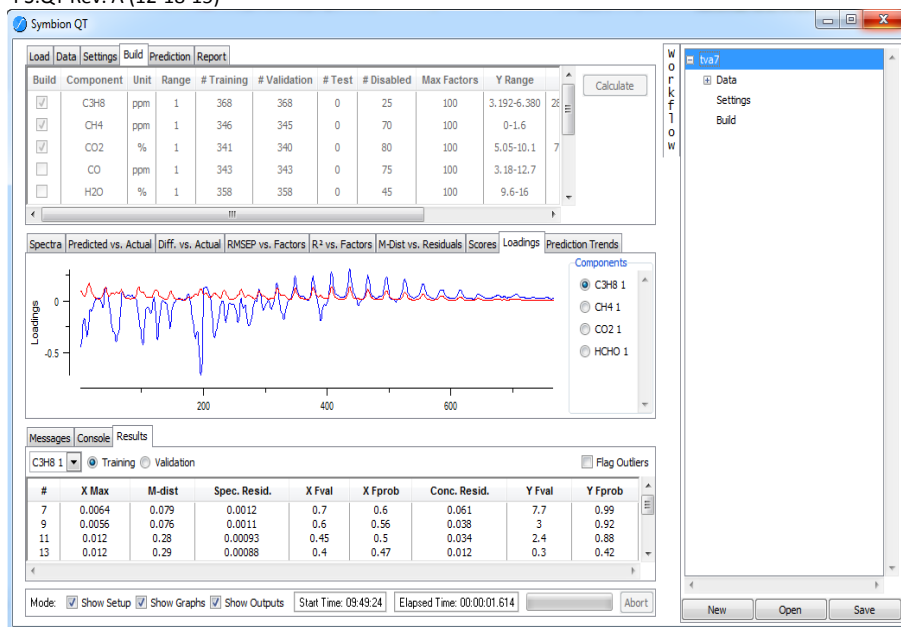 Symbion QT
Load Data Settings Build Prediction Report
Build Component Unit Range # Training # Validation # Test # Disabled Max Factors Y Range
C3H8 ppm 1 368 368 0 25 100 3.192-6.380 28
CH4 ppm 1 346 345 0 70 100 0-1.6
CO2 % 1 341 340 0 80 100 5.05-10.1 7
CO ppm 1 343 343 0 75 100 3.18-12.7
H2O % 1 358 358 0 45 100 9.6-16
Calculate
Workflow
tva7
Data
Settings
Build
Spectra Predicted vs. Actual Diff. vs. Actual RMSEP vs. Factors R² vs. Factors M-Dist vs. Residuals Scores Loadings Prediction Trends
Loadings
0
-0.5
200 400 600
Components
C3H8 1
CH4 1
CO2 1
HCHO 1
Messages Console Results
C3H8 1 Training Validation Flag Outliers
# X Max M-dist Spec. Resid. X Fval X Fprob Conc. Resid. Y Fval Y Fprob
7 0.0064 0.079 0.0012 0.7 0.6 0.061 7.7 0.99
9 0.0056 0.076 0.0011 0.6 0.56 0.038 3 0.92
11 0.012 0.28 0.00093 0.45 0.5 0.034 2.4 0.88
13 0.012 0.29 0.00088 0.4 0.47 0.012 0.3 0.42
Mode: Show Setup Show Graphs Show Outputs Start Time: 09:49:24 Elapsed Time: 00:00:01.614 Abort
New Open Save